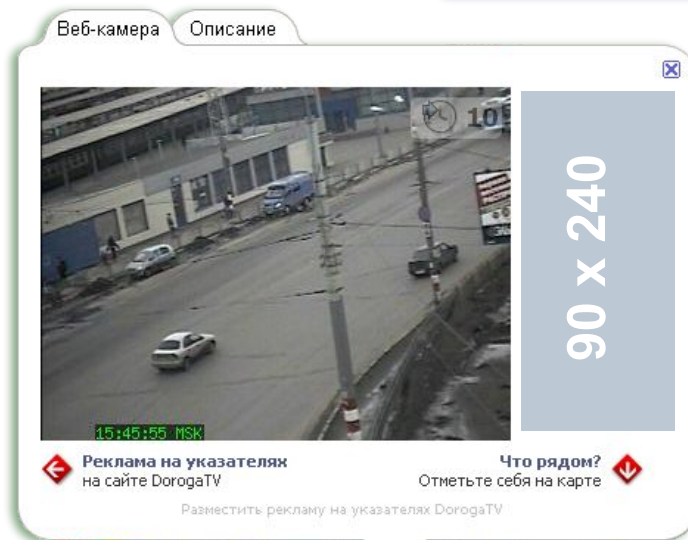 Веб-камера
Описание
10
15:45:55 MSK
90 x 240
Реклама на указателях
на сайте DorogaTV
Что рядом?
Отметьте себя на карте
Разместить рекламу на указателях DorogaTV